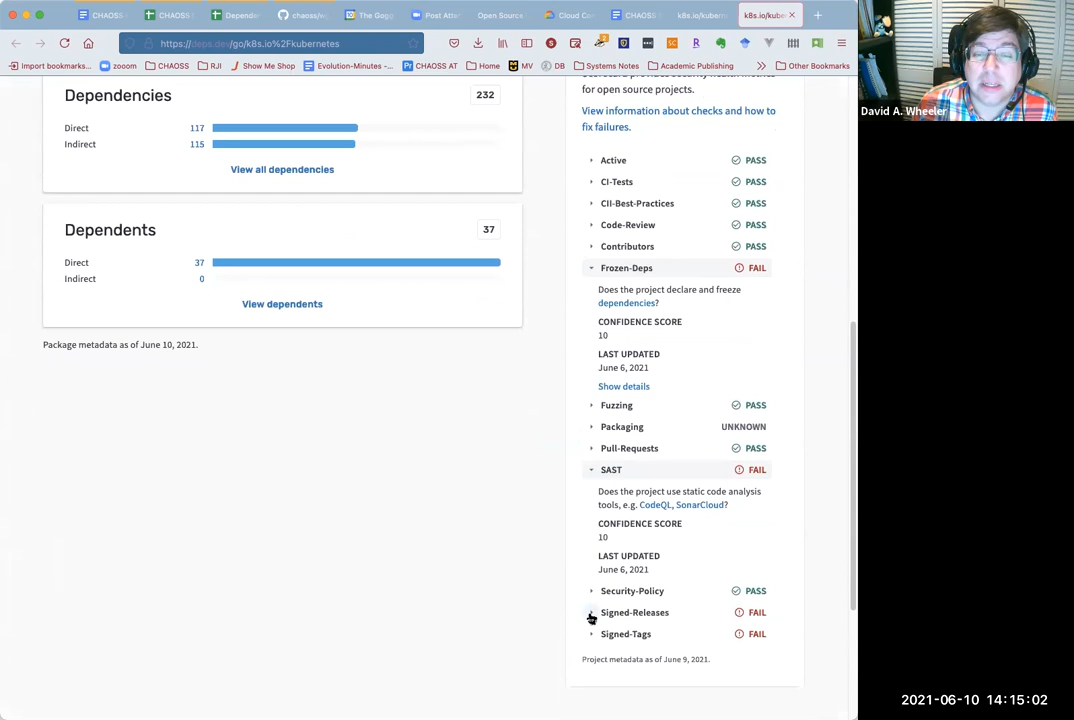 CHAOSS
CHAOSS
Depender
chaoss/w
The Gogg
Post Atte
Open Source
Cloud Co
CHAOSS
k8s.io/kubern
k8s.io/kube
https://deps.dev/go/k8s.io%2Fkubernetes
Import bookmarks...
zooom
CHAOSS
RJI
Show Me Shop
Evolution-Minutes -...
CHAOSS AT
Home
MV
DB
Systems Notes
Academic Publishing
Other Bookmarks
Dependencies
232
Direct 117
Indirect 115
View all dependencies
Dependents
37
Direct 37
Indirect 0
View dependents
Package metadata as of June 10, 2021.
Scorecard provides security health metrics
for open source projects.
View information about checks and how to
fix failures.
Active PASS
CI-Tests PASS
CII-Best-Practices PASS
Code-Review PASS
Contributors PASS
Frozen-Deps FAIL
Does the project declare and freeze
dependencies?
CONFIDENCE SCORE
10
LAST UPDATED
June 6, 2021
Show details
Fuzzing PASS
Packaging UNKNOWN
Pull-Requests PASS
SAST FAIL
Does the project use static code analysis
tools, e.g. CodeQL, SonarCloud?
CONFIDENCE SCORE
10
LAST UPDATED
June 6, 2021
Security-Policy PASS
Signed-Releases FAIL
Signed-Tags FAIL
Project metadata as of June 9, 2021.
David A. Wheeler
2021-06-10 14:15:02